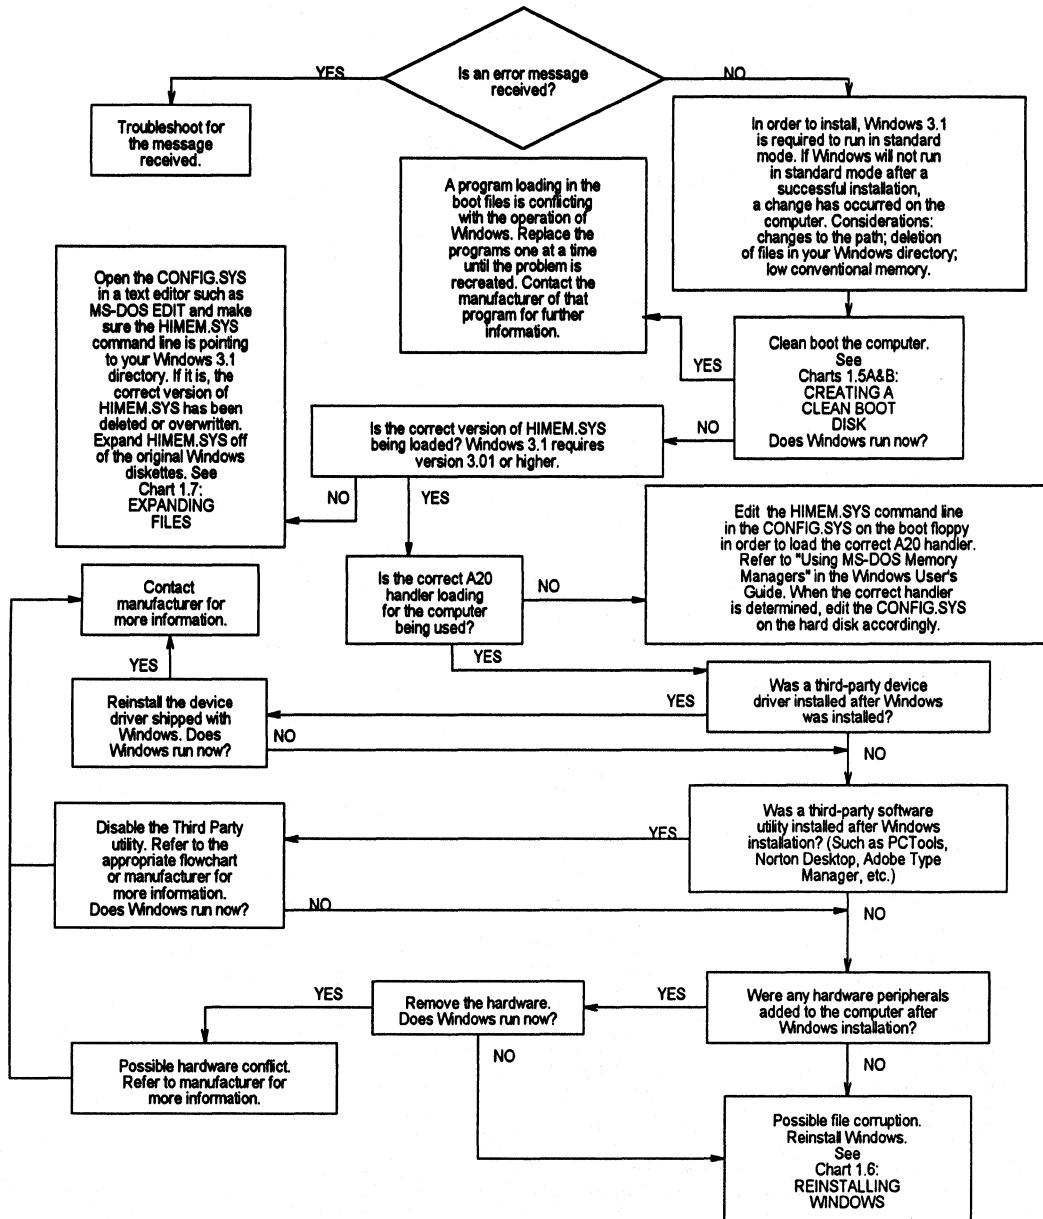 Is an error message
received?
YES
NO
Troubleshoot for
the message
received.
In order to install, Windows 3.1
is required to run in standard
mode. If Windows will not run
in standard mode after a
successful installation,
a change has occurred on the
computer. Considerations:
changes to the path; deletion
of files in your Windows directory;
low conventional memory.
A program loading in the
boot files is conflicting
with the operation of
Windows. Replace the
programs one at a time
until the problem is
recreated. Contact the
manufacturer of that
program for further
information.
Clean boot the computer.
See
Charts 1.5A&B:
CREATING A
CLEAN BOOT
DISK
Does Windows run now?
YES
NO
Open the CONFIG.SYS
in a text editor such as
MS-DOS EDIT and make
sure the HIMEM.SYS
command line is pointing
to your Windows 3.1
directory. If it is, the
correct version of
HIMEM.SYS has been
deleted or overwritten.
Expand HIMEM.SYS off
of the original Windows
diskettes. See
Chart 1.7:
EXPANDING
FILES
Is the correct version of HIMEM.SYS
being loaded? Windows 3.1 requires
version 3.01 or higher.
NO
YES
Edit the HIMEM.SYS command line
in the CONFIG.SYS on the boot floppy
in order to load the correct A20 handler.
Refer to "Using MS-DOS Memory
Managers" in the Windows User's
Guide. When the correct handler
is determined, edit the CONFIG.SYS
on the hard disk accordingly.
Is the correct A20
handler loading
for the computer
being used?
NO
YES
Contact
manufacturer for
more information.
YES
Reinstall the device
driver shipped with
Windows. Does
Windows run now?
NO
YES
Was a third-party device
driver installed after Windows
was installed?
NO
Disable the Third Party
utility. Refer to the
appropriate flowchart
or manufacturer for
more information.
Does Windows run now?
NO
YES
Was a third-party software
utility installed after Windows
installation? (Such as PCTools,
Norton Desktop, Adobe Type
Manager, etc.)
NO
Were any hardware peripherals
added to the computer after
Windows installation?
YES
NO
Remove the hardware.
Does Windows run now?
YES
NO
Possible hardware conflict.
Refer to manufacturer for
more information.
Possible file corruption.
Reinstall Windows.
See
Chart 1.6:
REINSTALLING
WINDOWS